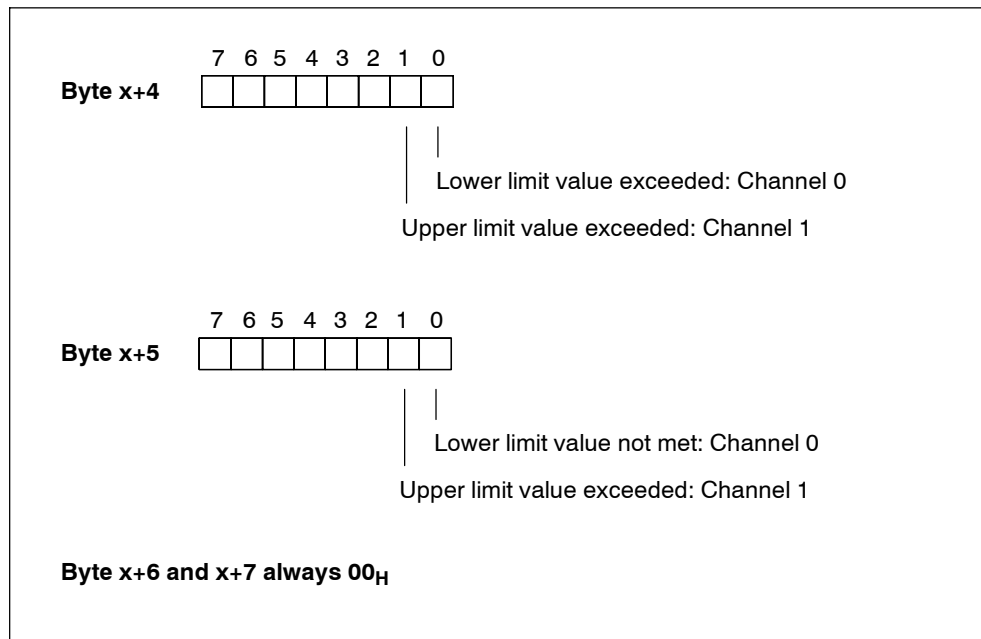 7 6 5 4 3 2 1 0
Byte x+4
Lower limit value exceeded: Channel 0
Upper limit value exceeded: Channel 1
7 6 5 4 3 2 1 0
Byte x+5
Lower limit value not met: Channel 0
Upper limit value exceeded: Channel 1
Byte x+6 and x+7 always 00H